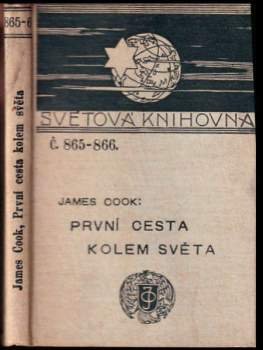 865-6
James Cook, První cesta kolem světa
SVĚTOVÁ KNIHOVNA
Č. 865-866.
JAMES COOK:
PRVNÍ CESTA
KOLEM SVĚTA